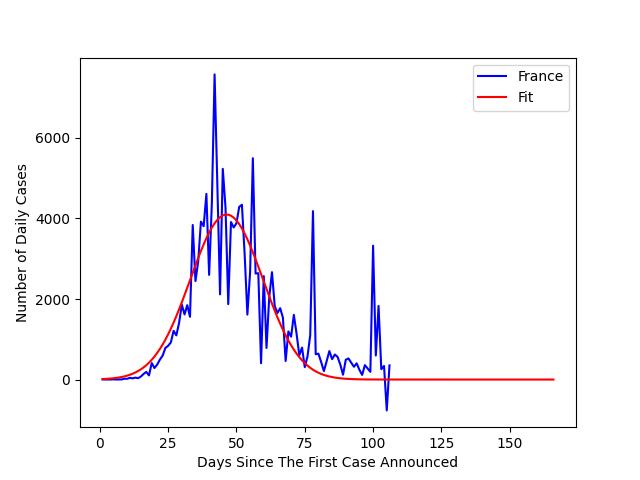 France
Fit
6000
4000
2000
0
Number of Daily Cases
0 25 50 75 100 125 150
Days Since The First Case Announced